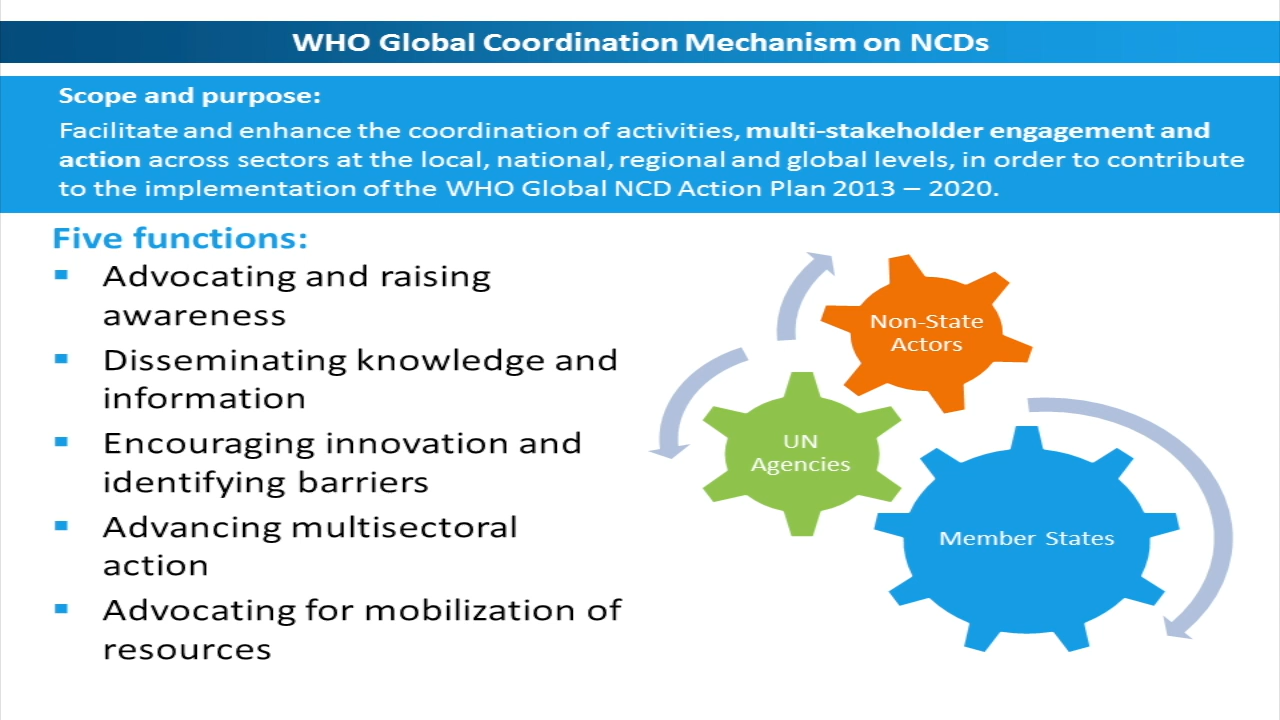 WHO Global Coordination Mechanism on NCDs
Scope and purpose:
Facilitate and enhance the coordination of activities, multi-stakeholder engagement and
action across sectors at the local, national, regional and global levels, in order to contribute
to the implementation of the WHO Global NCD Action Plan 2013 – 2020.
Five functions:
▪ Advocating and raising
awareness
▪ Disseminating knowledge and
information
▪ Encouraging innovation and
identifying barriers
▪ Advancing multisectoral
action
▪ Advocating for mobilization of
resources
Non-State
Actors
UN
Agencies
Member States